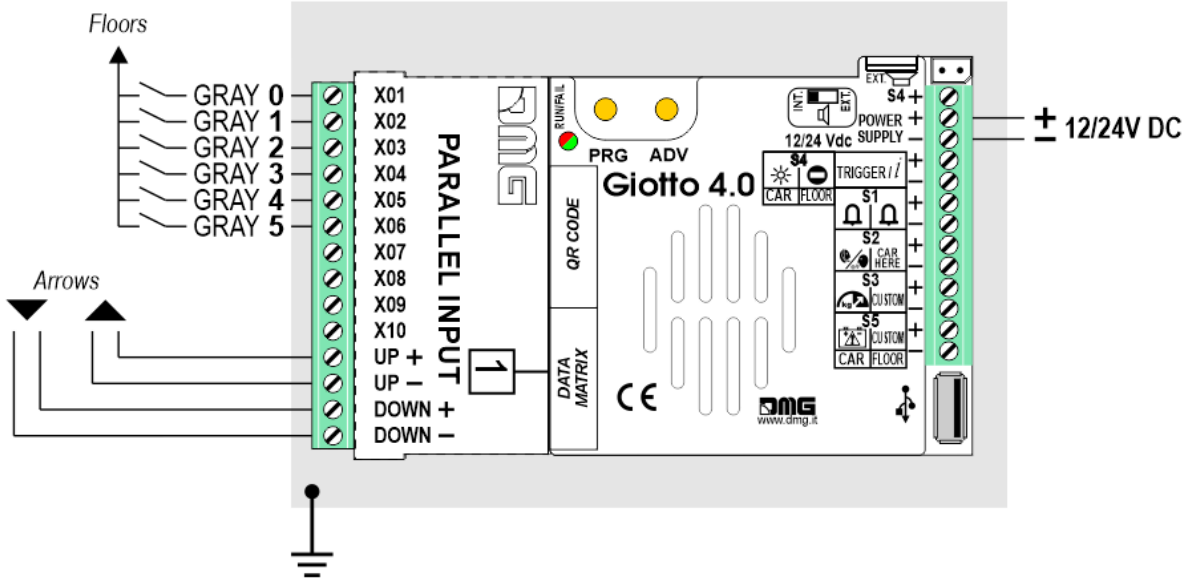 Floors
GRAY 0
GRAY 1
GRAY 2
GRAY 3
GRAY 4
GRAY 5
Arrows
X01
X02
X03
X04
X05
X06
X07
X08
X09
X10
UP +
UP −
DOWN +
DOWN −
PARALLEL INPUT
1
DMG
RUN/FAIL
PRG ADV
Giotto 4.0
QR CODE
DATA
MATRIX
CE
DMG
www.dmg.it
INT.
EXT.
EXT.
S4 +
POWER +
SUPPLY −
12/24 Vdc
± 12/24V DC
S4
CAR FLOOR
TRIGGER / i
+
−
S1
+
−
S2
CAR
HERE
+
−
S3
kg
CUSTOM
+
−
S5
CUSTOM
+
−
CAR FLOOR